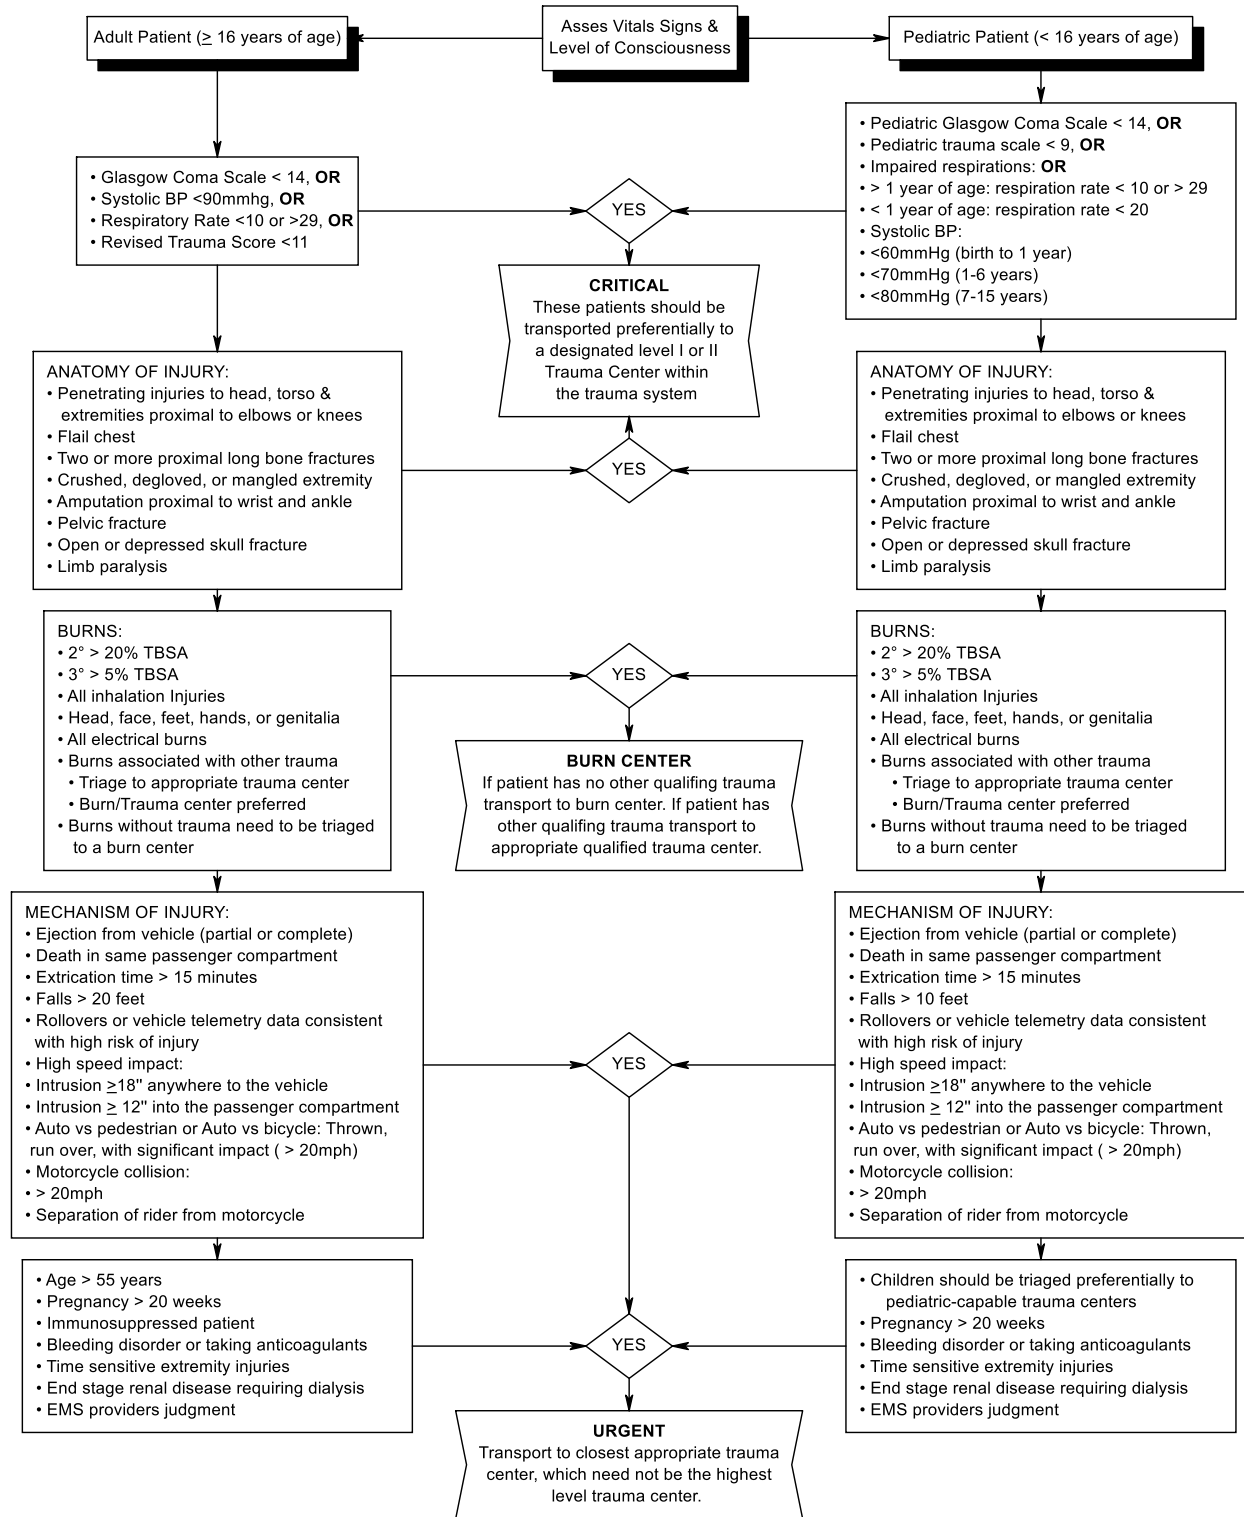 Asses Vitals Signs &
Level of Consciousness
Adult Patient (≥ 16 years of age)
Pediatric Patient (< 16 years of age)
• Glasgow Coma Scale < 14, OR
• Systolic BP <90mmhg, OR
• Respiratory Rate <10 or >29, OR
• Revised Trauma Score <11
YES
• Pediatric Glasgow Coma Scale < 14, OR
• Pediatric trauma scale < 9, OR
• Impaired respirations: OR
• > 1 year of age: respiration rate < 10 or > 29
• < 1 year of age: respiration rate < 20
• Systolic BP:
• <60mmHg (birth to 1 year)
• <70mmHg (1-6 years)
• <80mmHg (7-15 years)
CRITICAL
These patients should be
transported preferentially to
a designated level I or II
Trauma Center within
the trauma system
ANATOMY OF INJURY:
• Penetrating injuries to head, torso &
extremities proximal to elbows or knees
• Flail chest
• Two or more proximal long bone fractures
• Crushed, degloved, or mangled extremity
• Amputation proximal to wrist and ankle
• Pelvic fracture
• Open or depressed skull fracture
• Limb paralysis
YES
ANATOMY OF INJURY:
• Penetrating injuries to head, torso &
extremities proximal to elbows or knees
• Flail chest
• Two or more proximal long bone fractures
• Crushed, degloved, or mangled extremity
• Amputation proximal to wrist and ankle
• Pelvic fracture
• Open or depressed skull fracture
• Limb paralysis
BURNS:
• 2° > 20% TBSA
• 3° > 5% TBSA
• All inhalation Injuries
• Head, face, feet, hands, or genitalia
• All electrical burns
• Burns associated with other trauma
• Triage to appropriate trauma center
• Burn/Trauma center preferred
• Burns without trauma need to be triaged
to a burn center
YES
BURN CENTER
If patient has no other qualifing trauma
transport to burn center. If patient has
other qualifing trauma transport to
appropriate qualified trauma center.
BURNS:
• 2° > 20% TBSA
• 3° > 5% TBSA
• All inhalation Injuries
• Head, face, feet, hands, or genitalia
• All electrical burns
• Burns associated with other trauma
• Triage to appropriate trauma center
• Burn/Trauma center preferred
• Burns without trauma need to be triaged
to a burn center
MECHANISM OF INJURY:
• Ejection from vehicle (partial or complete)
• Death in same passenger compartment
• Extrication time > 15 minutes
• Falls > 20 feet
• Rollovers or vehicle telemetry data consistent
with high risk of injury
• High speed impact:
• Intrusion ≥18" anywhere to the vehicle
• Intrusion ≥ 12" into the passenger compartment
• Auto vs pedestrian or Auto vs bicycle: Thrown,
run over, with significant impact ( > 20mph)
• Motorcycle collision:
• > 20mph
• Separation of rider from motorcycle
YES
MECHANISM OF INJURY:
• Ejection from vehicle (partial or complete)
• Death in same passenger compartment
• Extrication time > 15 minutes
• Falls > 10 feet
• Rollovers or vehicle telemetry data consistent
with high risk of injury
• High speed impact:
• Intrusion ≥18" anywhere to the vehicle
• Intrusion ≥ 12" into the passenger compartment
• Auto vs pedestrian or Auto vs bicycle: Thrown,
run over, with significant impact ( > 20mph)
• Motorcycle collision:
• > 20mph
• Separation of rider from motorcycle
• Age > 55 years
• Pregnancy > 20 weeks
• Immunosuppressed patient
• Bleeding disorder or taking anticoagulants
• Time sensitive extremity injuries
• End stage renal disease requiring dialysis
• EMS providers judgment
YES
• Children should be triaged preferentially to
pediatric-capable trauma centers
• Pregnancy > 20 weeks
• Bleeding disorder or taking anticoagulants
• Time sensitive extremity injuries
• End stage renal disease requiring dialysis
• EMS providers judgment
URGENT
Transport to closest appropriate trauma
center, which need not be the highest
level trauma center.